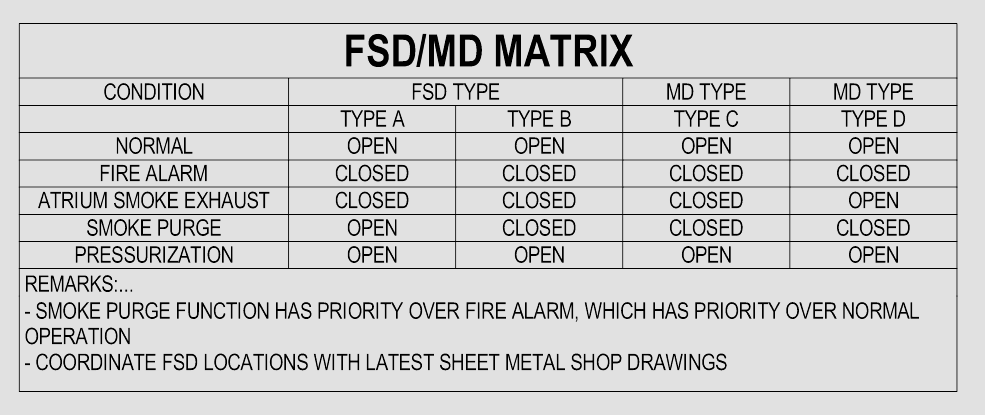 FSD/MD MATRIX
CONDITION FSD TYPE MD TYPE MD TYPE
TYPE A TYPE B TYPE C TYPE D
NORMAL OPEN OPEN OPEN OPEN
FIRE ALARM CLOSED CLOSED CLOSED CLOSED
ATRIUM SMOKE EXHAUST CLOSED CLOSED CLOSED OPEN
SMOKE PURGE OPEN CLOSED CLOSED CLOSED
PRESSURIZATION OPEN OPEN OPEN OPEN
REMARKS:...
- SMOKE PURGE FUNCTION HAS PRIORITY OVER FIRE ALARM, WHICH HAS PRIORITY OVER NORMAL
OPERATION
- COORDINATE FSD LOCATIONS WITH LATEST SHEET METAL SHOP DRAWINGS